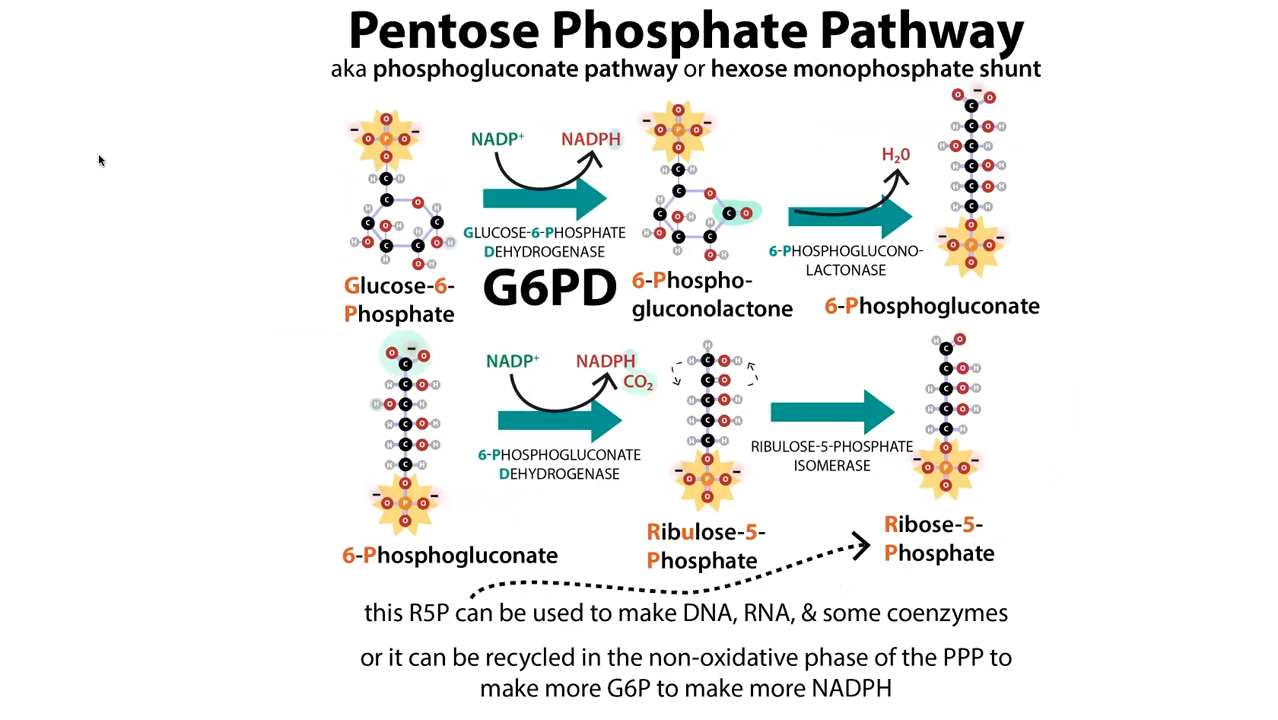 Pentose Phosphate Pathway
aka phosphogluconate pathway or hexose monophosphate shunt
NADP⁺
NADPH
GLUCOSE-6-PHOSPHATE
DEHYDROGENASE
G6PD
H₂0
6-PHOSPHOGLUCONO-
LACTONASE
Glucose-6-
Phosphate
6-Phospho-
gluconolactone
6-Phosphogluconate
NADP⁺
NADPH
CO₂
6-PHOSPHOGLUCONATE
DEHYDROGENASE
RIBULOSE-5-PHOSPHATE
ISOMERASE
6-Phosphogluconate
Ribulose-5-
Phosphate
Ribose-5-
Phosphate
this R5P can be used to make DNA, RNA, & some coenzymes
or it can be recycled in the non-oxidative phase of the PPP to
make more G6P to make more NADPH